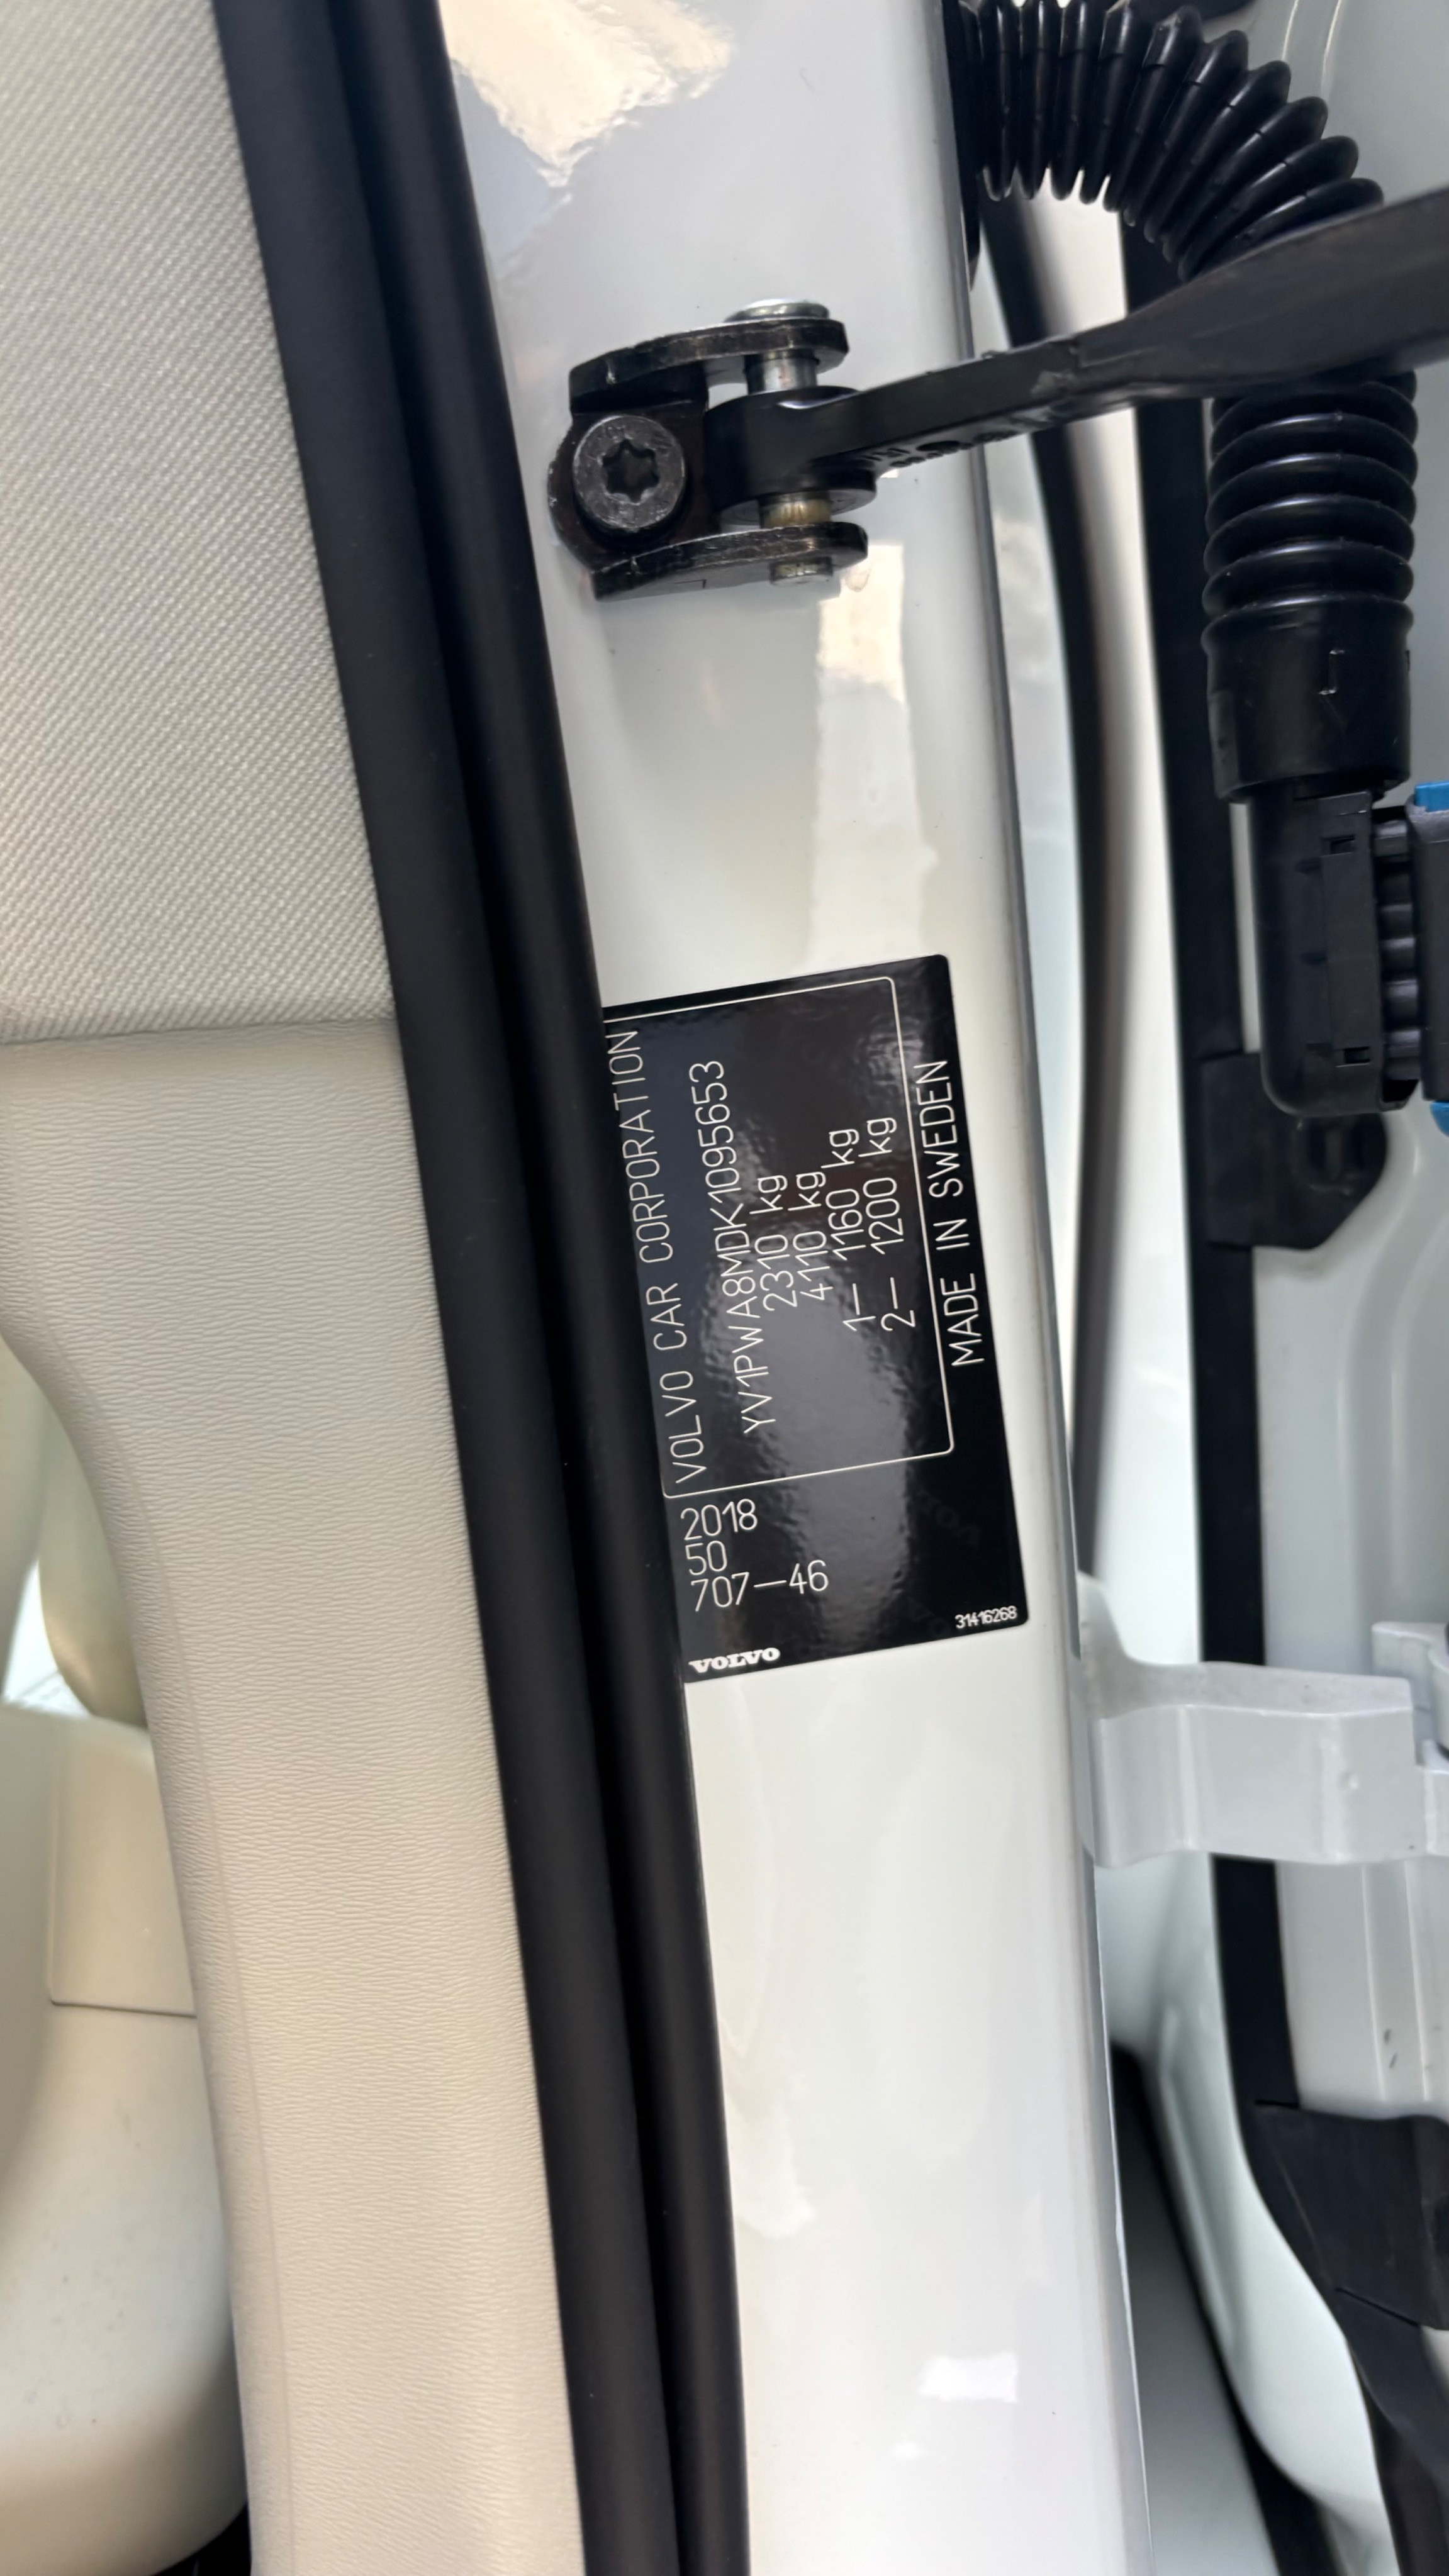 VOLVO CAR CORPORATION
YV1PWA8MDK1095653
2310 kg
4110 kg
1— 1160 kg
2— 1200 kg
MADE IN SWEDEN
2018
50
707—46
VOLVO
31416268